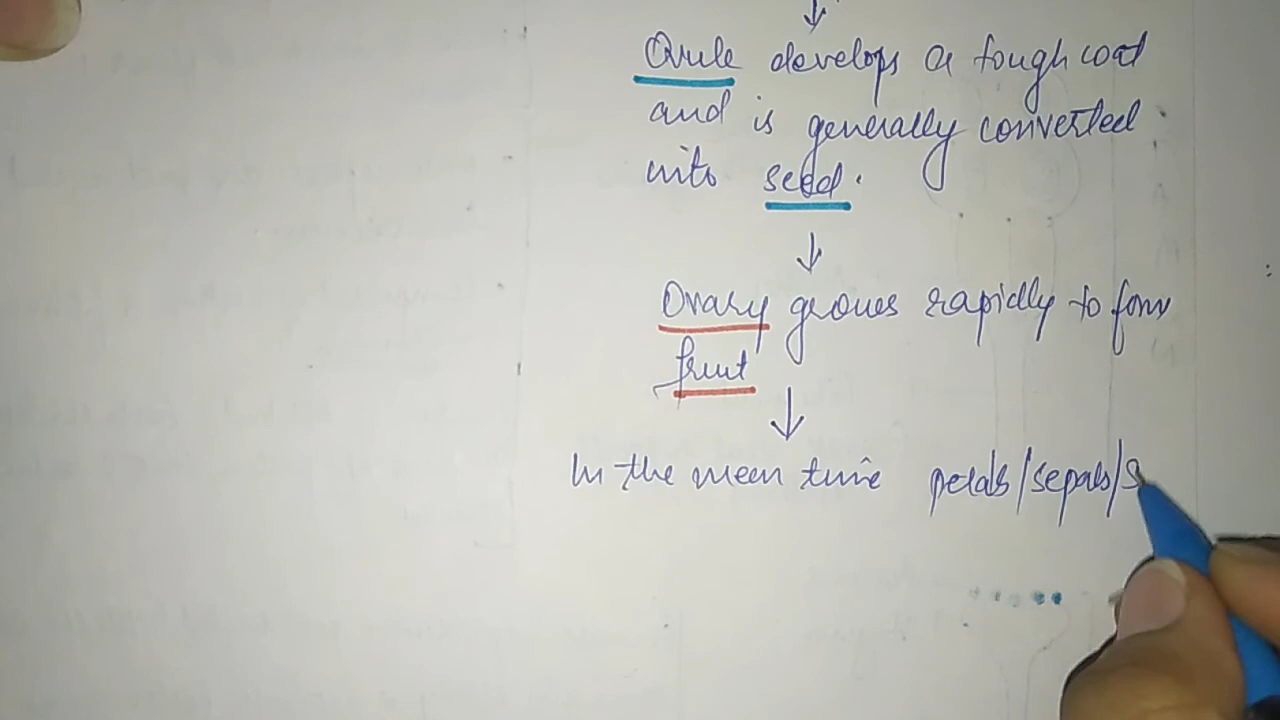 ↓
Ovule develops a tough coat
and is generally converted
into seed.
↓
Ovary grows rapidly to form
fruit
↓
In the mean time petals/sepals/s